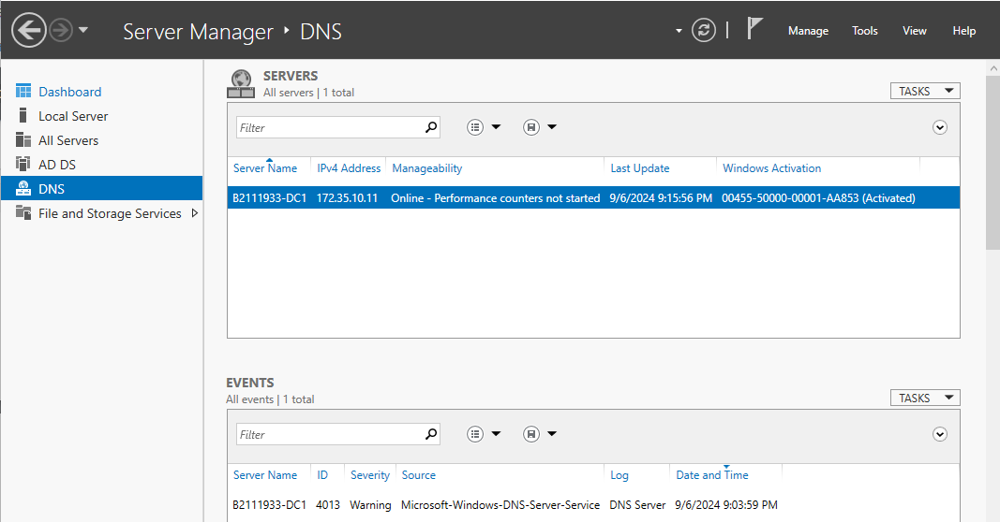 Server Manager ‣ DNS
Manage Tools View Help
Dashboard
Local Server
All Servers
AD DS
DNS
File and Storage Services
SERVERS
All servers | 1 total
TASKS
Filter
Server Name IPv4 Address Manageability Last Update Windows Activation
B2111933-DC1 172.35.10.11 Online - Performance counters not started 9/6/2024 9:15:56 PM 00455-50000-00001-AA853 (Activated)
EVENTS
All events | 1 total
TASKS
Filter
Server Name ID Severity Source Log Date and Time
B2111933-DC1 4013 Warning Microsoft-Windows-DNS-Server-Service DNS Server 9/6/2024 9:03:59 PM